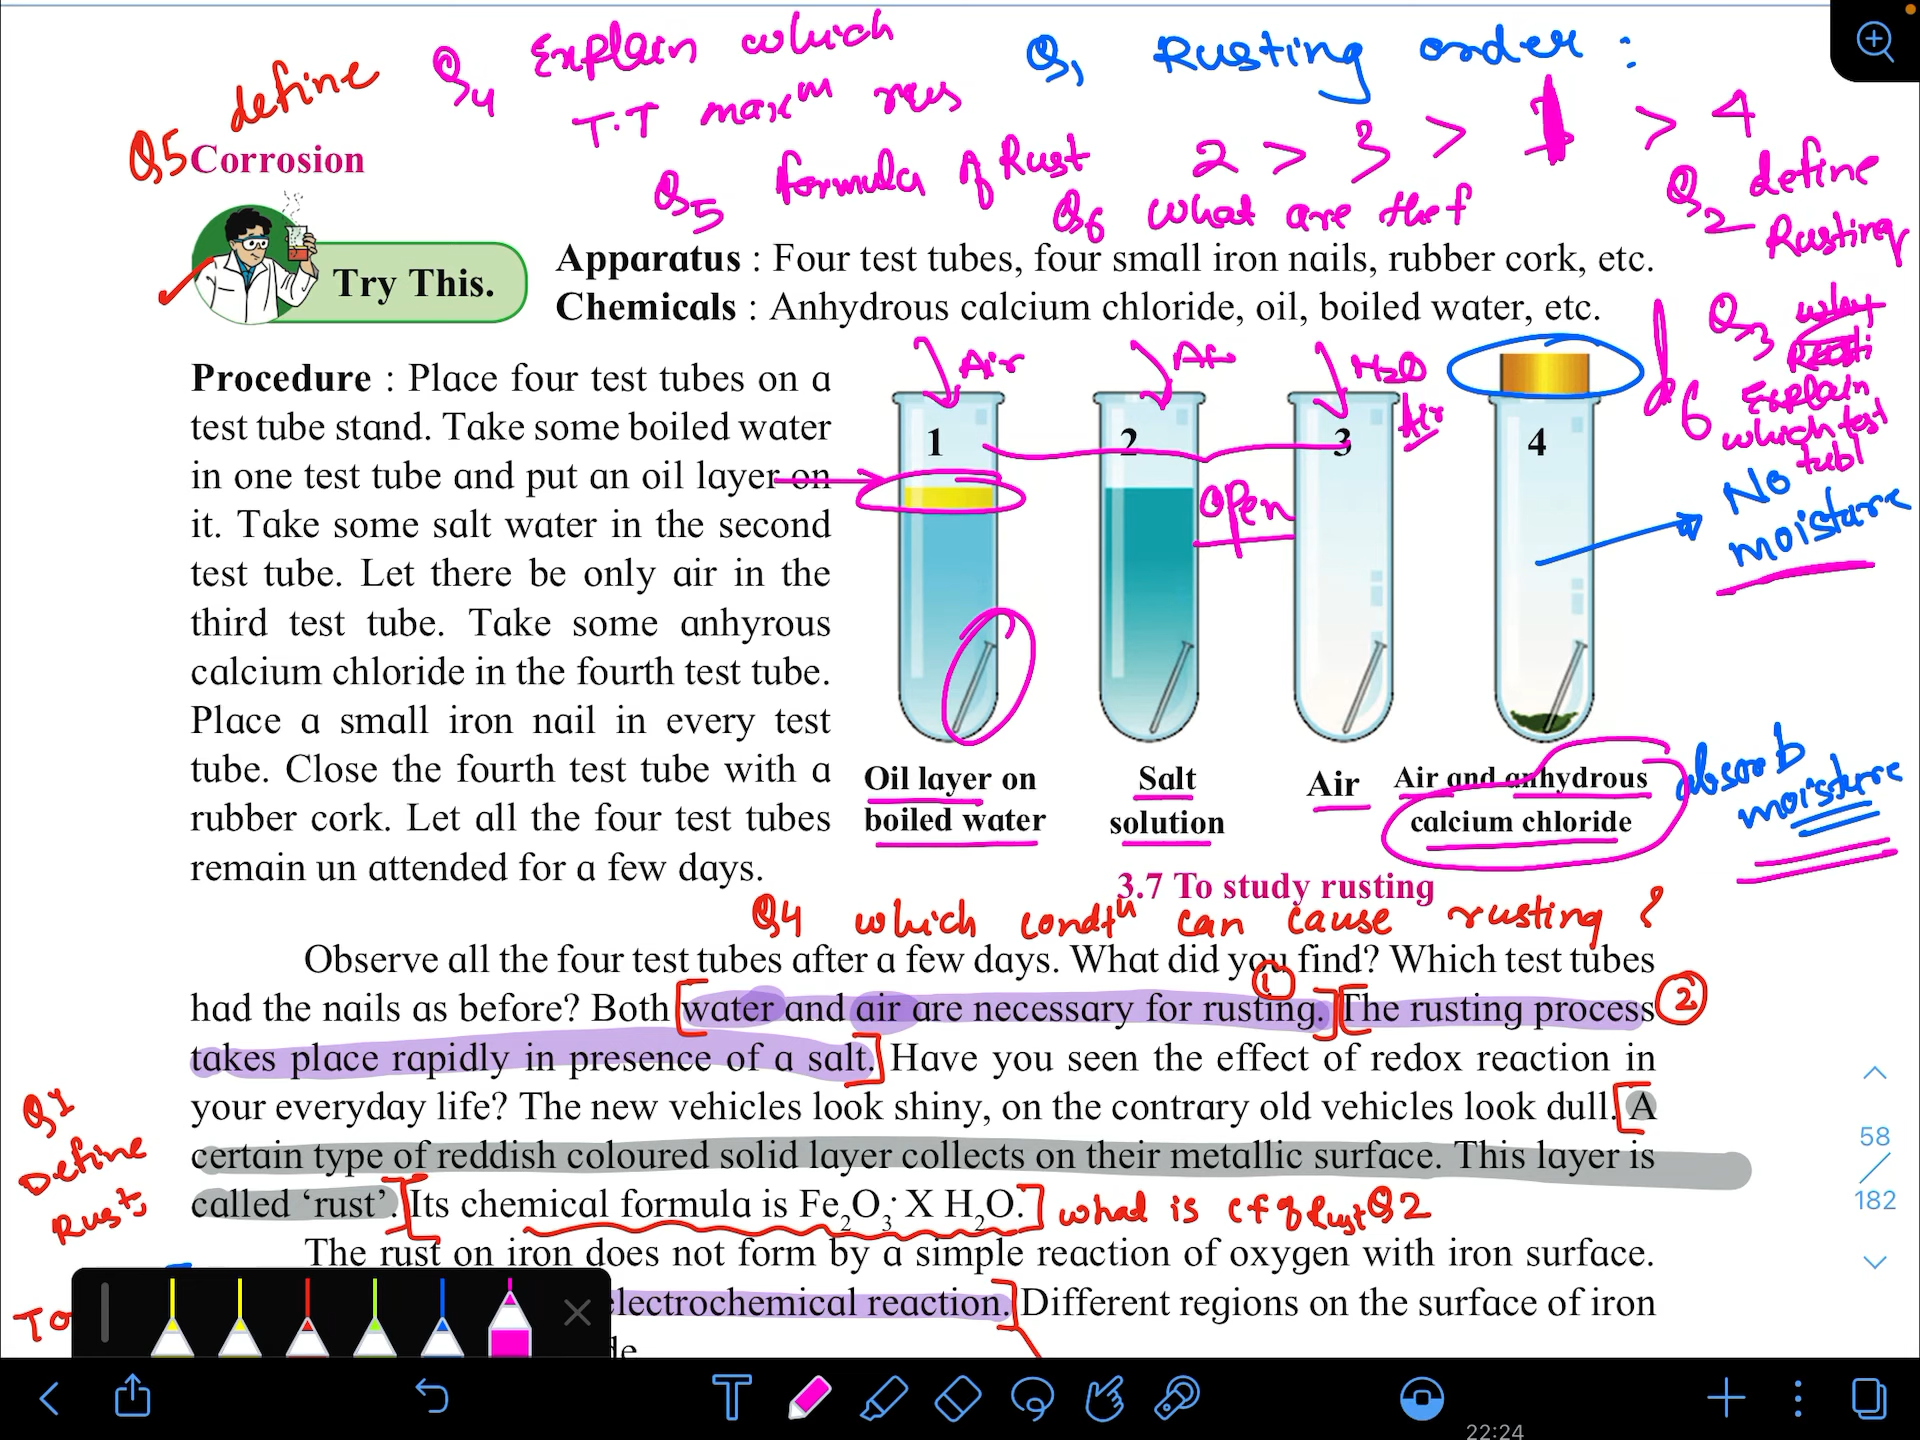 Q4 Explain which
T.T maxᵐ
Q5 formula of Rust
Q6 What are the f
Q1 Rusting order :
2 > 3 > 1 > 4
Q2 define
Rusting
define
Q5 Corrosion
Try This.
Apparatus : Four test tubes, four small iron nails, rubber cork, etc.
Chemicals : Anhydrous calcium chloride, oil, boiled water, etc.
Procedure : Place four test tubes on a
test tube stand. Take some boiled water
in one test tube and put an oil layer on
it. Take some salt water in the second
test tube. Let there be only air in the
third test tube. Take some anhyrous
calcium chloride in the fourth test tube.
Place a small iron nail in every test
tube. Close the fourth test tube with a
rubber cork. Let all the four test tubes
remain un attended for a few days.
Air
H2O
Air
1
2
3
4
Open
Q3 why
Explain
which test
No
moisture
Oil layer on
boiled water
Salt
solution
Air
Air and anhydrous
calcium chloride
absorb
moisture
3.7 To study rusting
Q4 which condtⁿ can cause rusting ?
Observe all the four test tubes after a few days. What did you find? Which test tubes
had the nails as before? Both water and air are necessary for rusting. The rusting process
① ②
takes place rapidly in presence of a salt. Have you seen the effect of redox reaction in
your everyday life? The new vehicles look shiny, on the contrary old vehicles look dull. A
certain type of reddish coloured solid layer collects on their metallic surface. This layer is
called ‘rust’. Its chemical formula is Fe₂O₃· X H₂O.
what is cf of Rust Q2
Q1
Define
Rust
The rust on iron does not form by a simple reaction of oxygen with iron surface.
electrochemical reaction. Different regions on the surface of iron
To
58
182
22:24